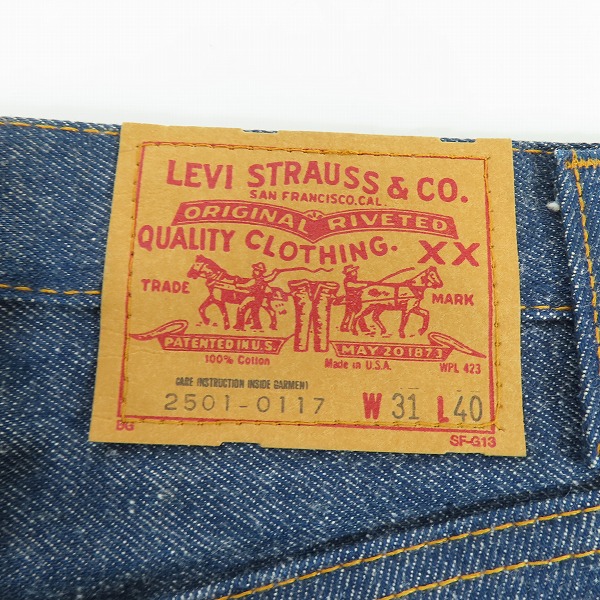 LEVI STRAUSS & CO.
SAN FRANCISCO, CAL.
ORIGINAL RIVETED
QUALITY CLOTHING. XX
TRADE MARK
PATENTED IN U.S. MAY 20 1873
100% Cotton Made in U.S.A. WPL 423
CARE INSTRUCTION INSIDE GARMENT
2501-0117 W 31 L 40
BG SF-G13